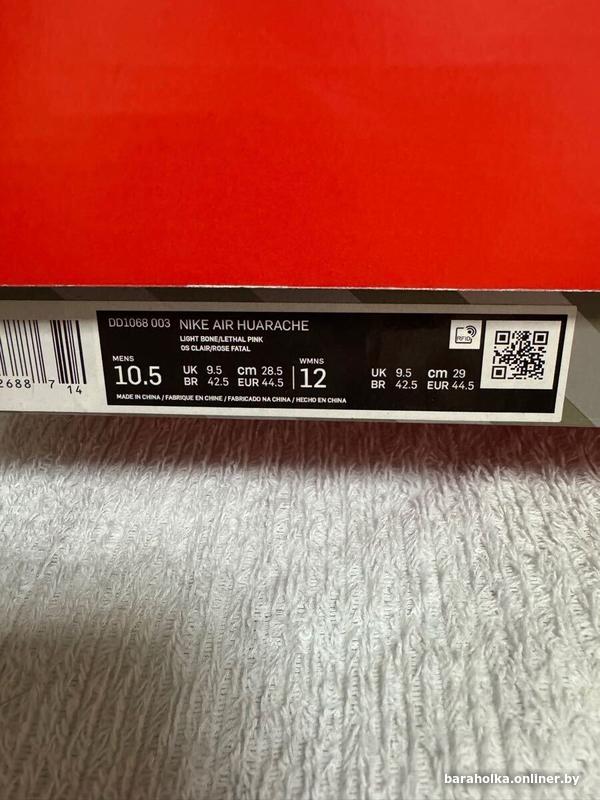 DD1068 003 NIKE AIR HUARACHE
LIGHT BONE/LETHAL PINK
OS CLAIR/ROSE FATAL
RFID
MENS
10.5
UK 9.5 cm 28.5
BR 42.5 EUR 44.5
WMNS
12
UK 9.5 cm 29
BR 42.5 EUR 44.5
MADE IN CHINA / FABRIQUE EN CHINE / FABRICADO NA CHINA / HECHO EN CHINA
2688 7 14
baraholka.onliner.by